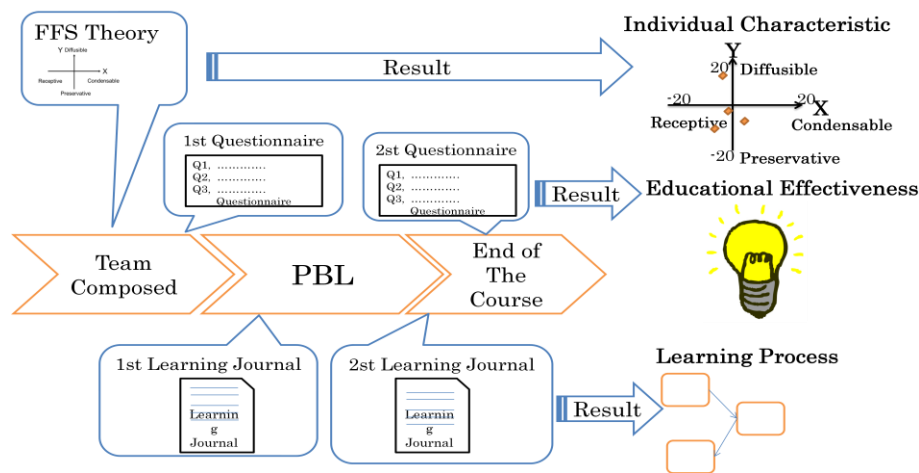 FFS Theory
Y Diffusible
Receptive
X
Condensable
Preservative
Result
Individual Characteristic
Y
20
Diffusible
-20
20
X
Receptive
Condensable
-20
Preservative
1st Questionnaire
Q1, .............
Q2, .............
Q3, .............
Questionnaire
2st Questionnaire
Q1, .............
Q2, .............
Q3, .............
Questionnaire
Result
Educational Effectiveness
Team
Composed
PBL
End of
The
Course
1st Learning Journal
Learnin
g
Journal
2st Learning Journal
Learnin
g
Journal
Result
Learning Process